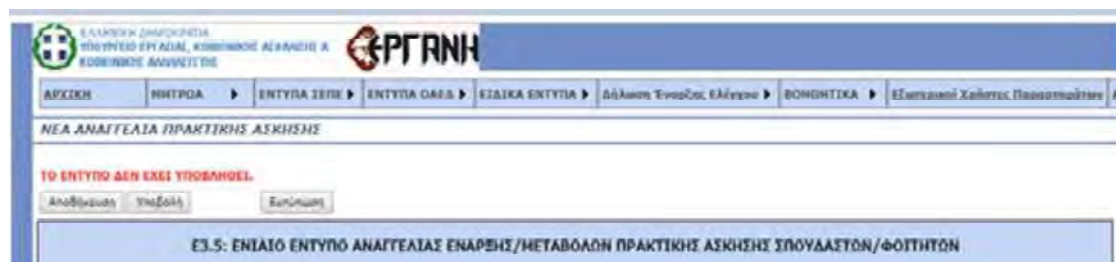 ΕΛΛΗΝΙΚΗ ΔΗΜΟΚΡΑΤΙΑ
ΥΠΟΥΡΓΕΙΟ ΕΡΓΑΣΙΑΣ, ΚΟΙΝΩΝΙΚΗΣ ΑΣΦΑΛΙΣΗΣ &
ΚΟΙΝΩΝΙΚΗΣ ΑΛΛΗΛΕΓΓΥΗΣ
ΕΡΓΑΝΗ
ΑΡΧΙΚΗ ΜΗΤΡΩΑ ΕΝΤΥΠΑ ΣΕΠΕ ΕΝΤΥΠΑ ΟΑΕΔ ΕΙΔΙΚΑ ΕΝΤΥΠΑ Δήλωση Έναρξης Ελέγχου ΒΟΗΘΗΤΙΚΑ Εξωτερικοί Χρήστες Παραρτημάτων
ΝΕΑ ΑΝΑΓΓΕΛΙΑ ΠΡΑΚΤΙΚΗΣ ΑΣΚΗΣΗΣ
ΤΟ ΕΝΤΥΠΟ ΔΕΝ ΕΧΕΙ ΥΠΟΒΛΗΘΕΙ.
Αποθήκευση Υποβολή Εκτύπωση
Ε3.5: ΕΝΙΑΙΟ ΕΝΤΥΠΟ ΑΝΑΓΓΕΛΙΑΣ ΕΝΑΡΞΗΣ/ΜΕΤΑΒΟΛΩΝ ΠΡΑΚΤΙΚΗΣ ΑΣΚΗΣΗΣ ΣΠΟΥΔΑΣΤΩΝ/ΦΟΙΤΗΤΩΝ